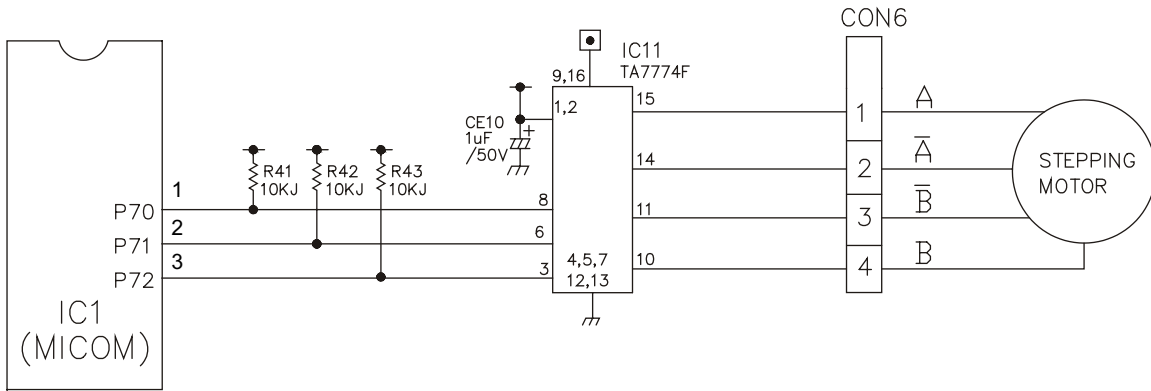 CON6
IC11
TA7774F
9,16
1,2
15
CE10
1uF
/50V
A
1
14
A̅
2
STEPPING
MOTOR
R41
10KJ
R42
10KJ
R43
10KJ
1
P70
8
11
B̅
3
2
P71
6
3
P72
3
4,5,7
12,13
10
B
4
IC1
(MICOM)